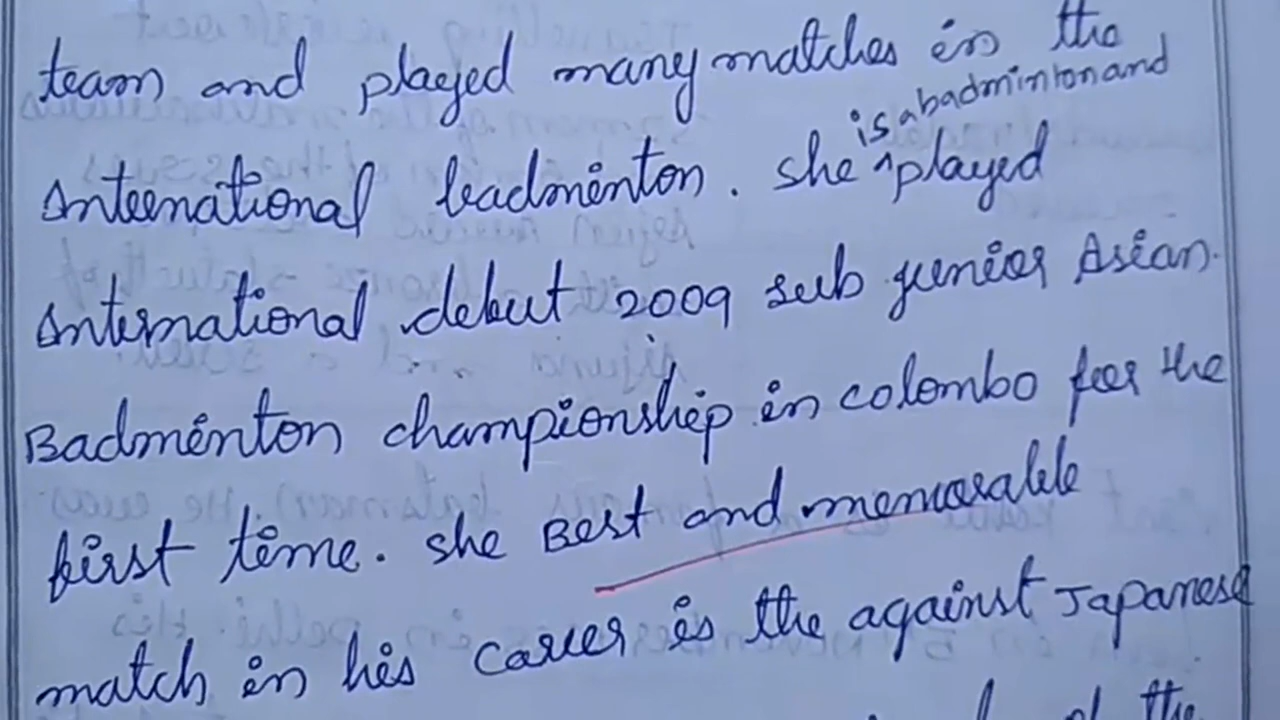 team and played many matches in the
is a badminton and
International badminton. She ^ played
International debut 2009 sub junior Asian
Badminton championship in colombo for the
first time. She Best and memorable
match in his career is the against Japanese
the